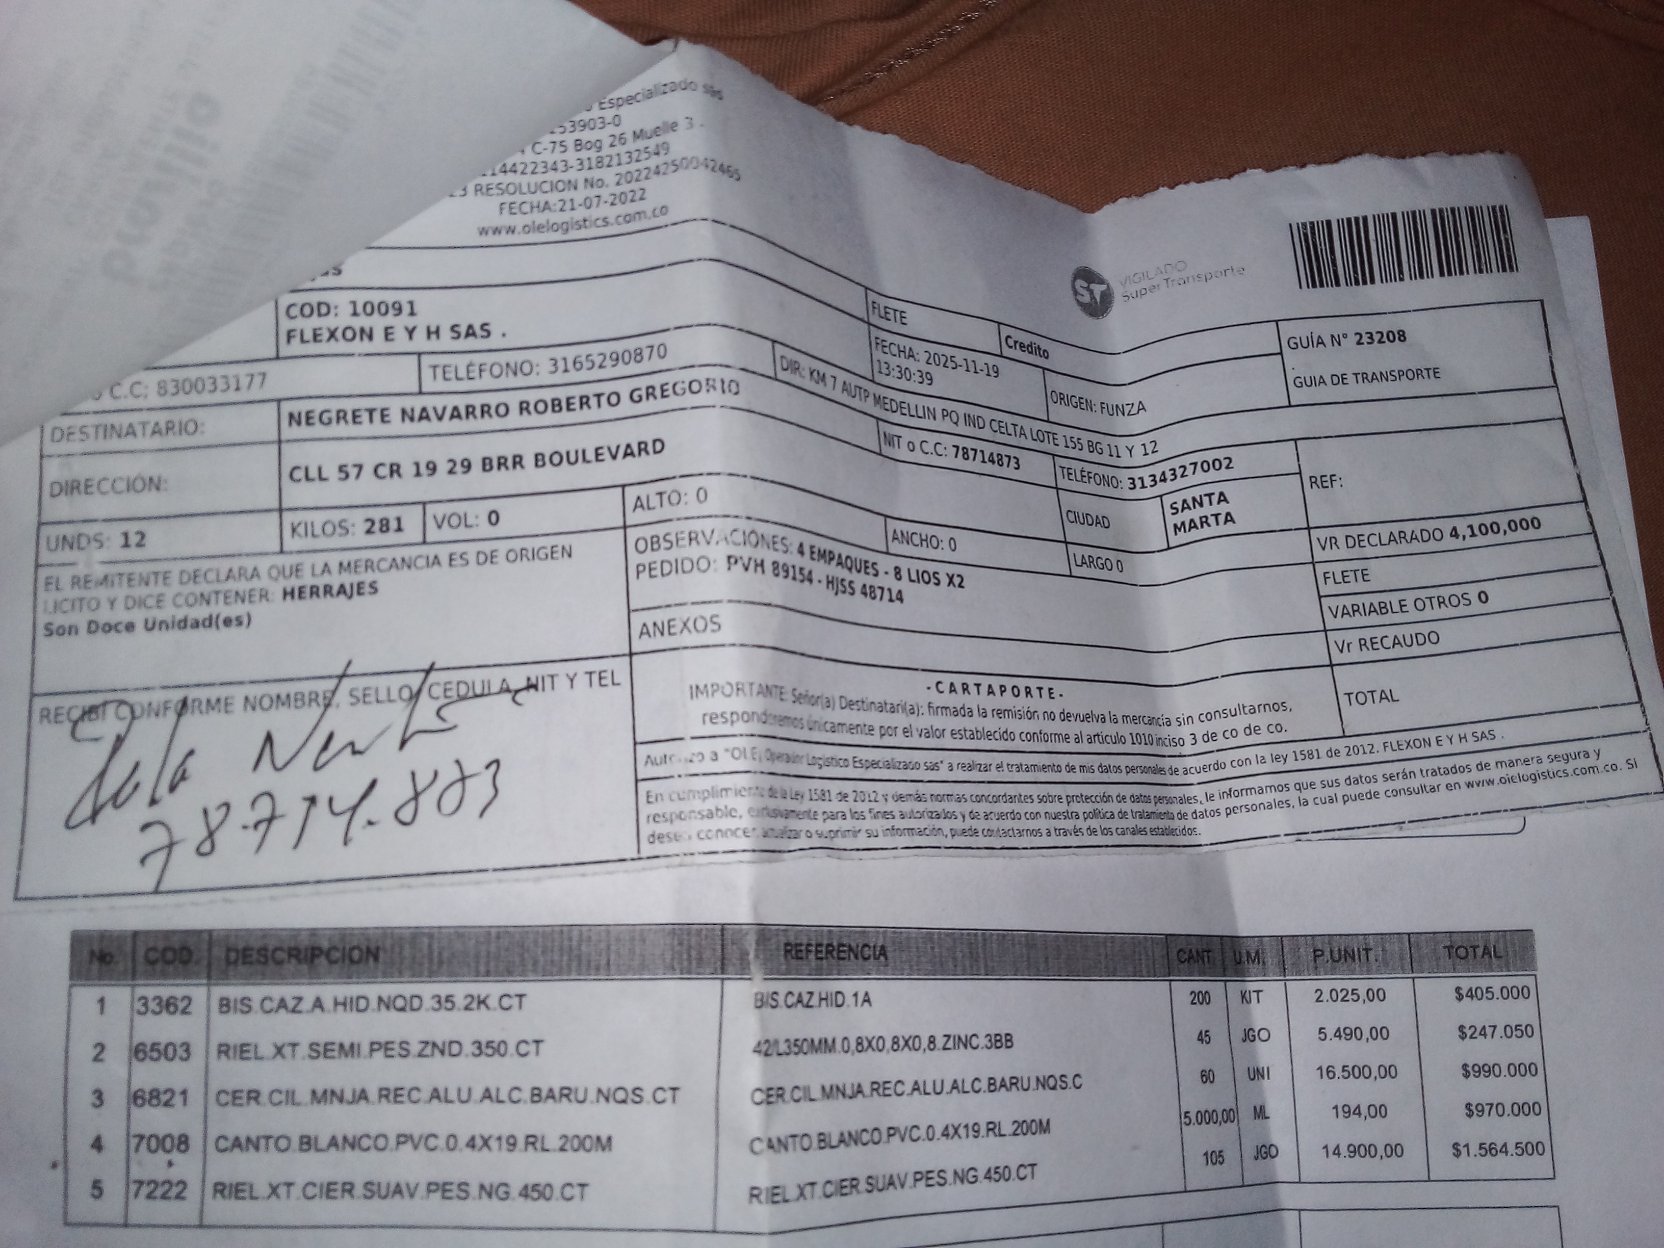 Especializado sas
53903-0
C-75 Bog 26 Muelle 3 .
14422343-3182132549
RESOLUCION No. 20224250042465
FECHA:21-07-2022
www.olelogistics.com.co
VIGILADO
SuperTransporte
ST
COD: 10091
FLEXON E Y H SAS .
FLETE
Credito
GUÍA N° 23208
C.C: 830033177
TELÉFONO: 3165290870
DIR: KM 7 AUTP MEDELLIN PQ IND CELTA LOTE 155 BG 11 Y 12
FECHA: 2025-11-19
13:30:39
ORIGEN: FUNZA
GUIA DE TRANSPORTE
DESTINATARIO:
NEGRETE NAVARRO ROBERTO GREGORIO
NIT o C.C: 78714873
TELÉFONO: 3134327002
REF:
DIRECCIÓN:
CLL 57 CR 19 29 BRR BOULEVARD
CIUDAD
SANTA
MARTA
UNDS: 12
KILOS: 281
VOL: 0
ALTO: 0
ANCHO: 0
LARGO 0
VR DECLARADO 4,100,000
EL REMITENTE DECLARA QUE LA MERCANCIA ES DE ORIGEN
LICITO Y DICE CONTENER: HERRAJES
Son Doce Unidad(es)
OBSERVACIONES: 4 EMPAQUES - 8 LIOS X2
PEDIDO: PVH 89154 - HJSS 48714
FLETE
VARIABLE OTROS 0
ANEXOS
Vr RECAUDO
RECIBÍ CONFORME NOMBRE, SELLO, CEDULA, NIT Y TEL
-CARTAPORTE-
IMPORTANTE: Señor(a) Destinatari(a): firmada la remisión no devuelva la mercancía sin consultarnos,
responderemos únicamente por el valor establecido conforme al articulo 1010 inciso 3 de co de co.
TOTAL
Autorizo a "OLE Operador Logístico Especializado sas" a realizar el tratamiento de mis datos personales de acuerdo con la ley 1581 de 2012. FLEXON E Y H SAS .
En cumplimiento de la Ley 1581 de 2012 y demás normas concordantes sobre protección de datos personales, le informamos que sus datos serán tratados de manera segura y
responsable, exclusivamente para los fines autorizados y de acuerdo con nuestra política de tratamiento de datos personales, la cual puede consultar en www.olelogistics.com.co. Si
desea conocer, actualizar o suprimir su información, puede contactarnos a través de los canales establecidos.
78.714.883
No. COD. DESCRIPCION REFERENCIA CANT U.M. P.UNIT. TOTAL
1 3362 BIS.CAZ.A.HID.NQD.35.2K.CT BIS.CAZ.HID.1A 200 KIT 2.025,00 $405.000
2 6503 RIEL.XT.SEMI.PES.ZND.350.CT 42/L350MM.0,8X0,8X0,8.ZINC.3BB 45 JGO 5.490,00 $247.050
3 6821 CER.CIL.MNJA.REC.ALU.ALC.BARU.NQS.CT CER.CIL.MNJA.REC.ALU.ALC.BARU.NQS.C 60 UNI 16.500,00 $990.000
4 7008 CANTO.BLANCO.PVC.0.4X19.RL.200M CANTO.BLANCO.PVC.0.4X19.RL.200M 5.000,00 ML 194,00 $970.000
5 7222 RIEL.XT.CIER.SUAV.PES.NG.450.CT RIEL.XT.CIER.SUAV.PES.NG.450.CT 105 JGO 14.900,00 $1.564.500